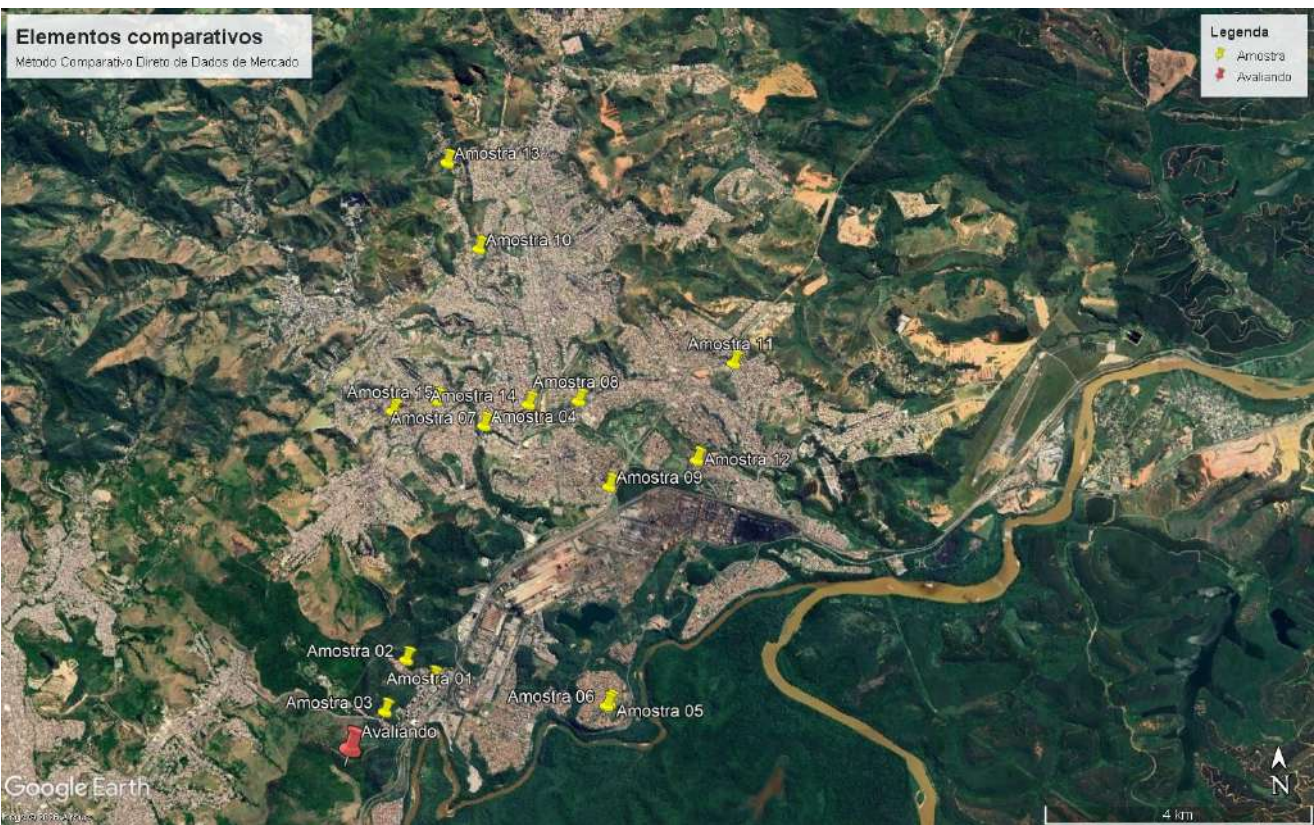 Elementos comparativos
Método Comparativo Direto de Dados de Mercado
Legenda
Amostra
Avaliando
Amostra 13
Amostra 10
Amostra 11
Amostra 08
Amostra 15
Amostra 14
Amostra 07
Amostra 04
Amostra 12
Amostra 09
Amostra 02
Amostra 01
Amostra 03
Amostra 06
Amostra 05
Avaliando
Google Earth
N
4 km